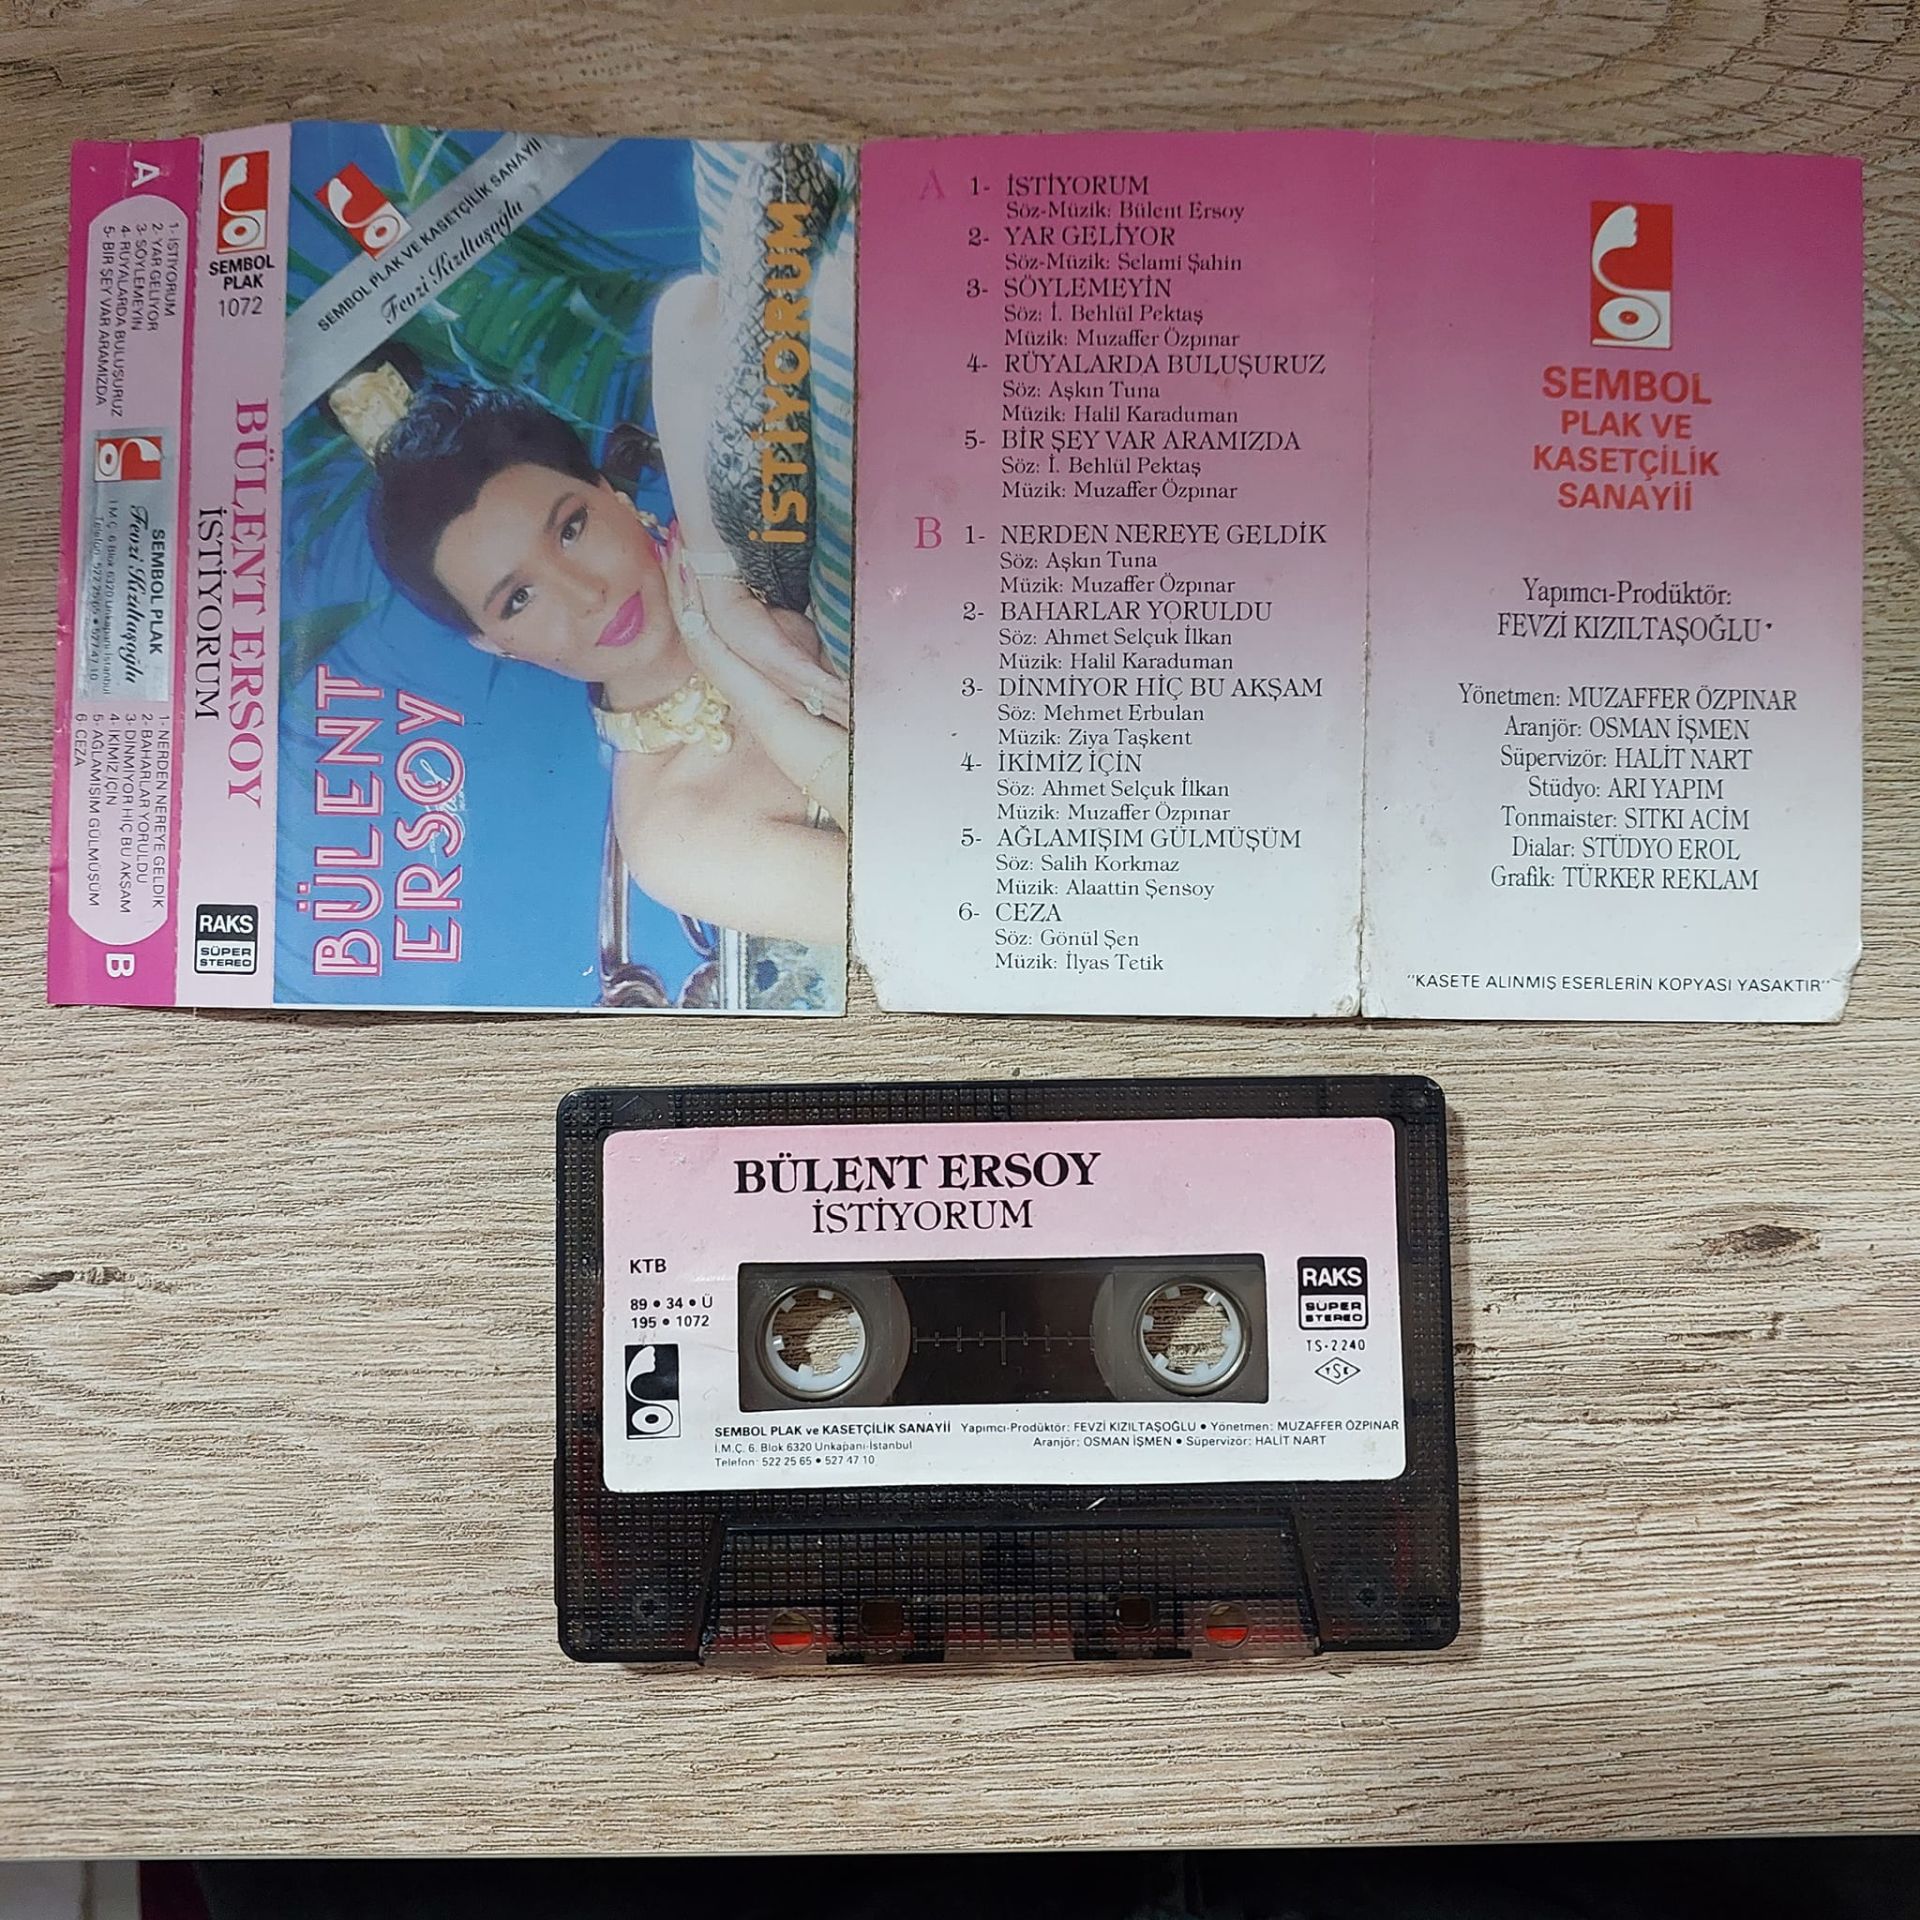 A
1- İSTİYORUM
2- YAR GELİYOR
3- SÖYLEMEYİN
4- RÜYALARDA BULUŞURUZ
5- BİR ŞEY VAR ARAMIZDA
SEMBOL PLAK
Fevzi Kızıltaşoğlu
İ.M.Ç. 6 Blok 6320 Unkapanı-İstanbul
Telefon: 522 25 65 • 527 47 10
1- NERDEN NEREYE GELDİK
2- BAHARLAR YORULDU
3- DİNMİYOR HİÇ BU AKŞAM
4- İKİMİZ İÇİN
5- AĞLAMIŞIM GÜLMÜŞÜM
6- CEZA
B
SEMBOL
PLAK
1072
BÜLENT ERSOY
İSTİYORUM
RAKS
SÜPER
STEREO
SEMBOL PLAK VE KASETÇİLİK SANAYİİ
Fevzi Kızıltaşoğlu
BÜLENT
ERSOY
İSTİYORUM
A 1- İSTİYORUM
Söz-Müzik: Bülent Ersoy
2- YAR GELİYOR
Söz-Müzik: Selami Şahin
3- SÖYLEMEYİN
Söz: İ. Behlül Pektaş
Müzik: Muzaffer Özpınar
4- RÜYALARDA BULUŞURUZ
Söz: Aşkın Tuna
Müzik: Halil Karaduman
5- BİR ŞEY VAR ARAMIZDA
Söz: İ. Behlül Pektaş
Müzik: Muzaffer Özpınar
B 1- NERDEN NEREYE GELDİK
Söz: Aşkın Tuna
Müzik: Muzaffer Özpınar
2- BAHARLAR YORULDU
Söz: Ahmet Selçuk İlkan
Müzik: Halil Karaduman
3- DİNMİYOR HİÇ BU AKŞAM
Söz: Mehmet Erbulan
Müzik: Ziya Taşkent
4- İKİMİZ İÇİN
Söz: Ahmet Selçuk İlkan
Müzik: Muzaffer Özpınar
5- AĞLAMIŞIM GÜLMÜŞÜM
Söz: Salih Korkmaz
Müzik: Alaattin Şensoy
6- CEZA
Söz: Gönül Şen
Müzik: İlyas Tetik
SEMBOL
PLAK VE
KASETÇİLİK
SANAYİİ
Yapımcı-Prodüktör:
FEVZİ KIZILTAŞOĞLU
Yönetmen: MUZAFFER ÖZPINAR
Aranjör: OSMAN İŞMEN
Süpervizör: HALİT NART
Stüdyo: ARI YAPIM
Tonmaister: SITKI ACİM
Dialar: STÜDYO EROL
Grafik: TÜRKER REKLAM
"KASETE ALINMIŞ ESERLERİN KOPYASI YASAKTIR"
BÜLENT ERSOY
İSTİYORUM
KTB
89 • 34 • Ü
195 • 1072
RAKS
SÜPER
STEREO
TS-2240
TSK
SEMBOL PLAK ve KASETÇİLİK SANAYİİ Yapımcı-Prodüktör: FEVZİ KIZILTAŞOĞLU • Yönetmen: MUZAFFER ÖZPINAR
İ.M.Ç. 6. Blok 6320 Unkapanı-İstanbul Aranjör: OSMAN İŞMEN • Süpervizör: HALİT NART
Telefon: 522 25 65 • 527 47 10